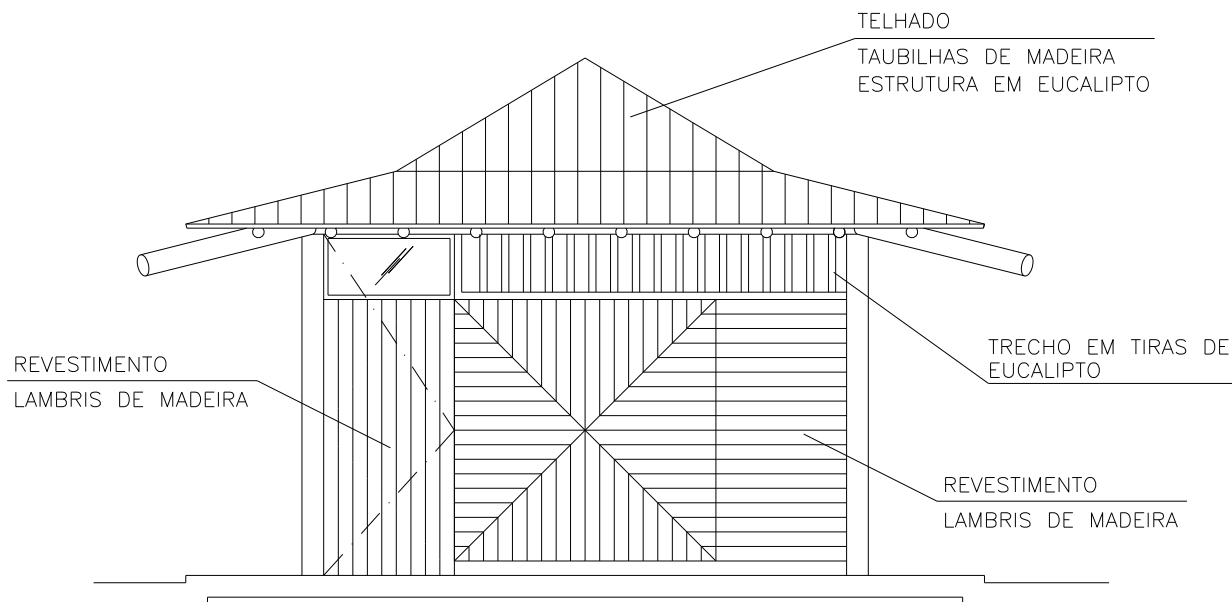 TELHADO
TAUBILHAS DE MADEIRA
ESTRUTURA EM EUCALIPTO
TRECHO EM TIRAS DE
EUCALIPTO
REVESTIMENTO
LAMBRIS DE MADEIRA
REVESTIMENTO
LAMBRIS DE MADEIRA